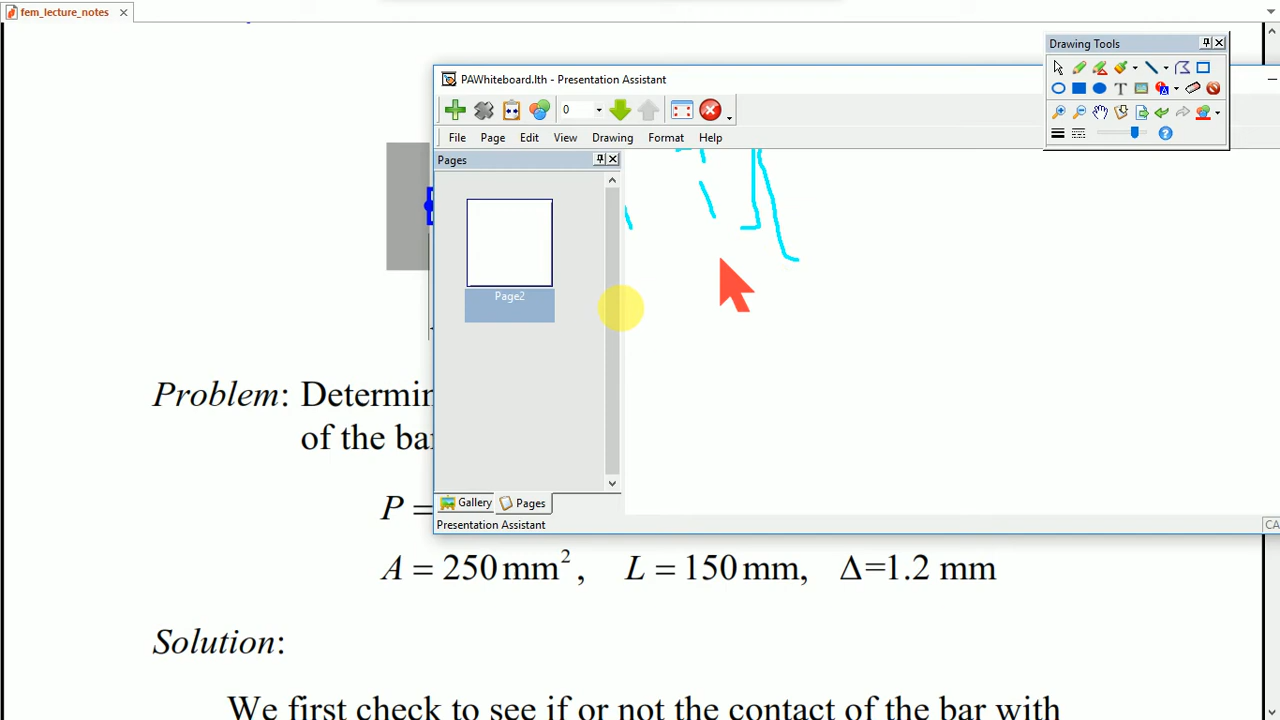 fem_lecture_notes
Drawing Tools
PAWhiteboard.lth - Presentation Assistant
0
File Page Edit View Drawing Format Help
Pages
Page2
Problem: Determin
of the ba
P =
Gallery Pages
Presentation Assistant
CA
A = 250 mm², L = 150 mm, Δ=1.2 mm
Solution:
We first check to see if or not the contact of the bar with